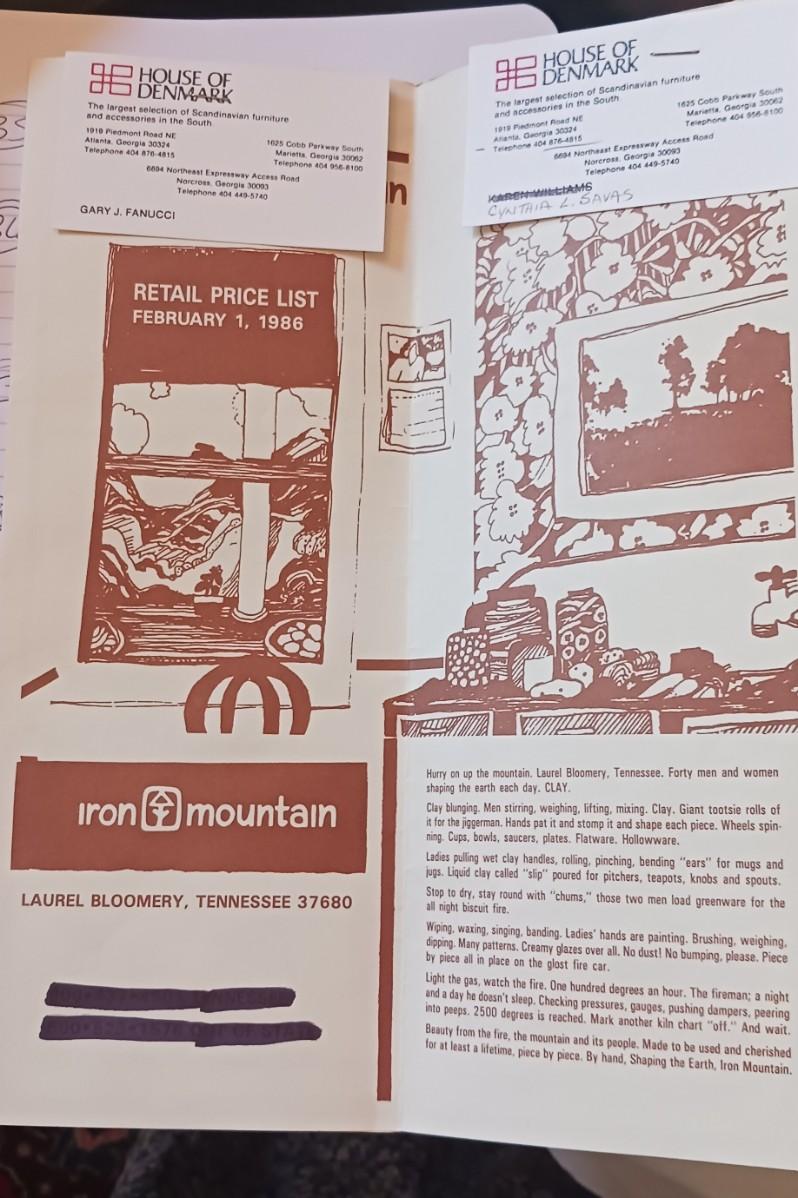 HOUSE OF
DENMARK
The largest selection of Scandinavian furniture
and accessories in the South
1919 Piedmont Road NE
Atlanta, Georgia 30324
Telephone 404 876-4815
1625 Cobb Parkway South
Marietta, Georgia 30062
Telephone 404 956-8100
6694 Northeast Expressway Access Road
Norcross, Georgia 30093
Telephone 404 449-5740
GARY J. FANUCCI
HOUSE OF
DENMARK
The largest selection of Scandinavian furniture
and accessories in the South
1919 Piedmont Road NE
Atlanta, Georgia 30324
Telephone 404 876-4815
1625 Cobb Parkway South
Marietta, Georgia 30062
Telephone 404 956-8100
6694 Northeast Expressway Access Road
Norcross, Georgia 30093
Telephone 404 449-5740
KAREN WILLIAMS
CYNTHIA L. SAVAS
n
RETAIL PRICE LIST
FEBRUARY 1, 1986
iron mountain
LAUREL BLOOMERY, TENNESSEE 37680
Hurry on up the mountain. Laurel Bloomery, Tennessee. Forty men and women
shaping the earth each day. CLAY.
Clay blunging. Men stirring, weighing, lifting, mixing. Clay. Giant tootsie rolls of
it for the jiggerman. Hands pat it and stomp it and shape each piece. Wheels spin-
ning. Cups, bowls, saucers, plates. Flatware. Hollowware.
Ladies pulling wet clay handles, rolling, pinching, bending "ears" for mugs and
jugs. Liquid clay called "slip" poured for pitchers, teapots, knobs and spouts.
Stop to dry, stay round with "chums," those two men load greenware for the
all night biscuit fire.
Wiping, waxing, singing, banding. Ladies' hands are painting. Brushing, weighing,
dipping. Many patterns. Creamy glazes over all. No dust! No bumping, please. Piece
by piece all in place on the glost fire car.
Light the gas, watch the fire. One hundred degrees an hour. The fireman; a night
and a day he doesn't sleep. Checking pressures, gauges, pushing dampers, peering
into peeps. 2500 degrees is reached. Mark another kiln chart "off." And wait.
Beauty from the fire, the mountain and its people. Made to be used and cherished
for at least a lifetime, piece by piece. By hand, Shaping the Earth, Iron Mountain.